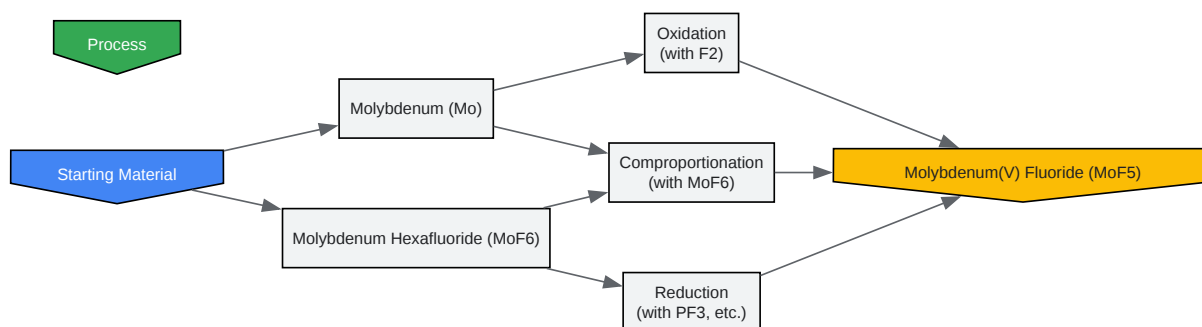 Process
Starting Material
Molybdenum (Mo)
Molybdenum Hexafluoride (MoF6)
Oxidation
(with F2)
Comproportionation
(with MoF6)
Reduction
(with PF3, etc.)
Molybdenum(V) Fluoride (MoF5)